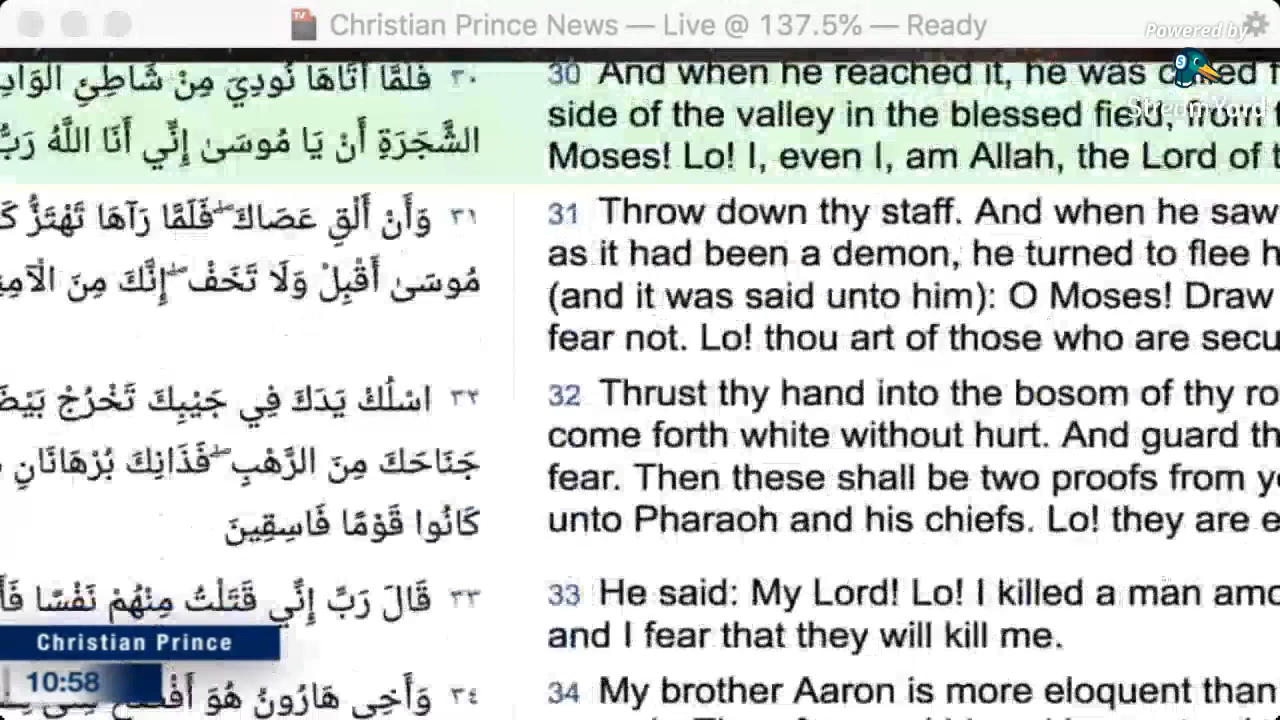 Christian Prince News — Live @ 137.5% — Ready
Powered by
StreamYard
٣٠ فَلَمَّا أَتَاهَا نُودِيَ مِنْ شَاطِئِ الْوَادِ
الشَّجَرَةِ أَنْ يَا مُوسَىٰ إِنِّي أَنَا اللَّهُ رَبُّ
30 And when he reached it, he was called f
side of the valley in the blessed field, from
Moses! Lo! I, even I, am Allah, the Lord of t
٣١ وَأَنْ أَلْقِ عَصَاكَ ۖ فَلَمَّا رَآهَا تَهْتَزُّ كَ
مُوسَىٰ أَقْبِلْ وَلَا تَخَفْ ۖ إِنَّكَ مِنَ الْآمِنِ
31 Throw down thy staff. And when he saw
as it had been a demon, he turned to flee h
(and it was said unto him): O Moses! Draw
fear not. Lo! thou art of those who are secu
٣٢ اسْلُكْ يَدَكَ فِي جَيْبِكَ تَخْرُجْ بَيْضَ
جَنَاحَكَ مِنَ الرَّهْبِ ۖ فَذَانِكَ بُرْهَانَانِ
كَانُوا قَوْمًا فَاسِقِينَ
32 Thrust thy hand into the bosom of thy ro
come forth white without hurt. And guard th
fear. Then these shall be two proofs from yo
unto Pharaoh and his chiefs. Lo! they are e
٣٣ قَالَ رَبِّ إِنِّي قَتَلْتُ مِنْهُمْ نَفْسًا فَأَ
33 He said: My Lord! Lo! I killed a man amo
and I fear that they will kill me.
٣٤ وَأَخِي هَارُونُ هُوَ
34 My brother Aaron is more eloquent than
Christian Prince
10:58